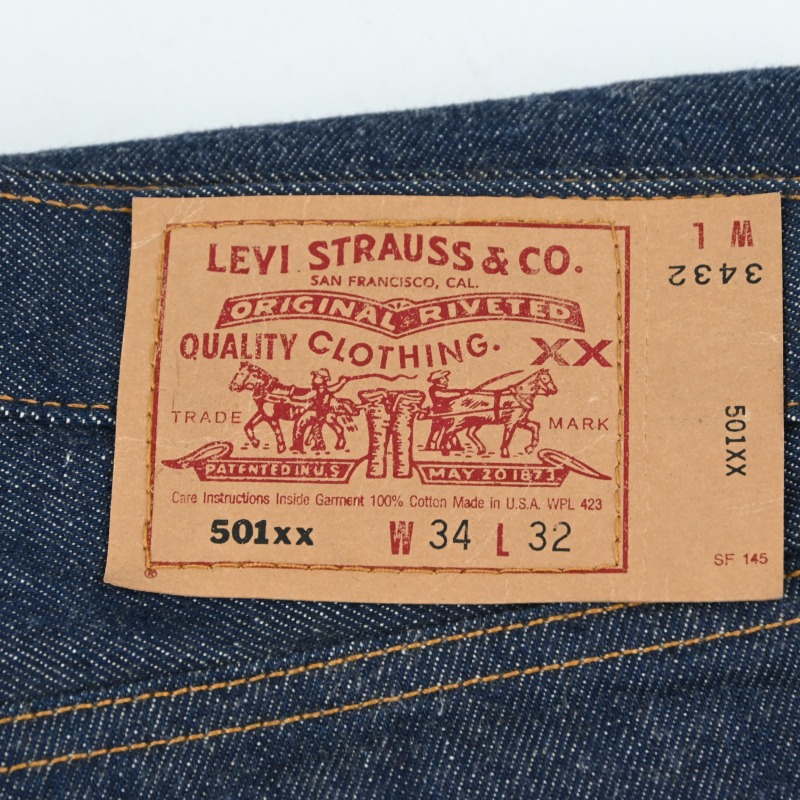 LEVI STRAUSS & CO.
SAN FRANCISCO, CAL.
ORIGINAL RIVETED
QUALITY CLOTHING. XX
TRADE MARK
PATENTED IN U.S. MAY 20 1873
Care Instructions Inside Garment 100% Cotton Made in U.S.A. WPL 423
501xx W 34 L 32
®
W L
3432
501XX
SF 145